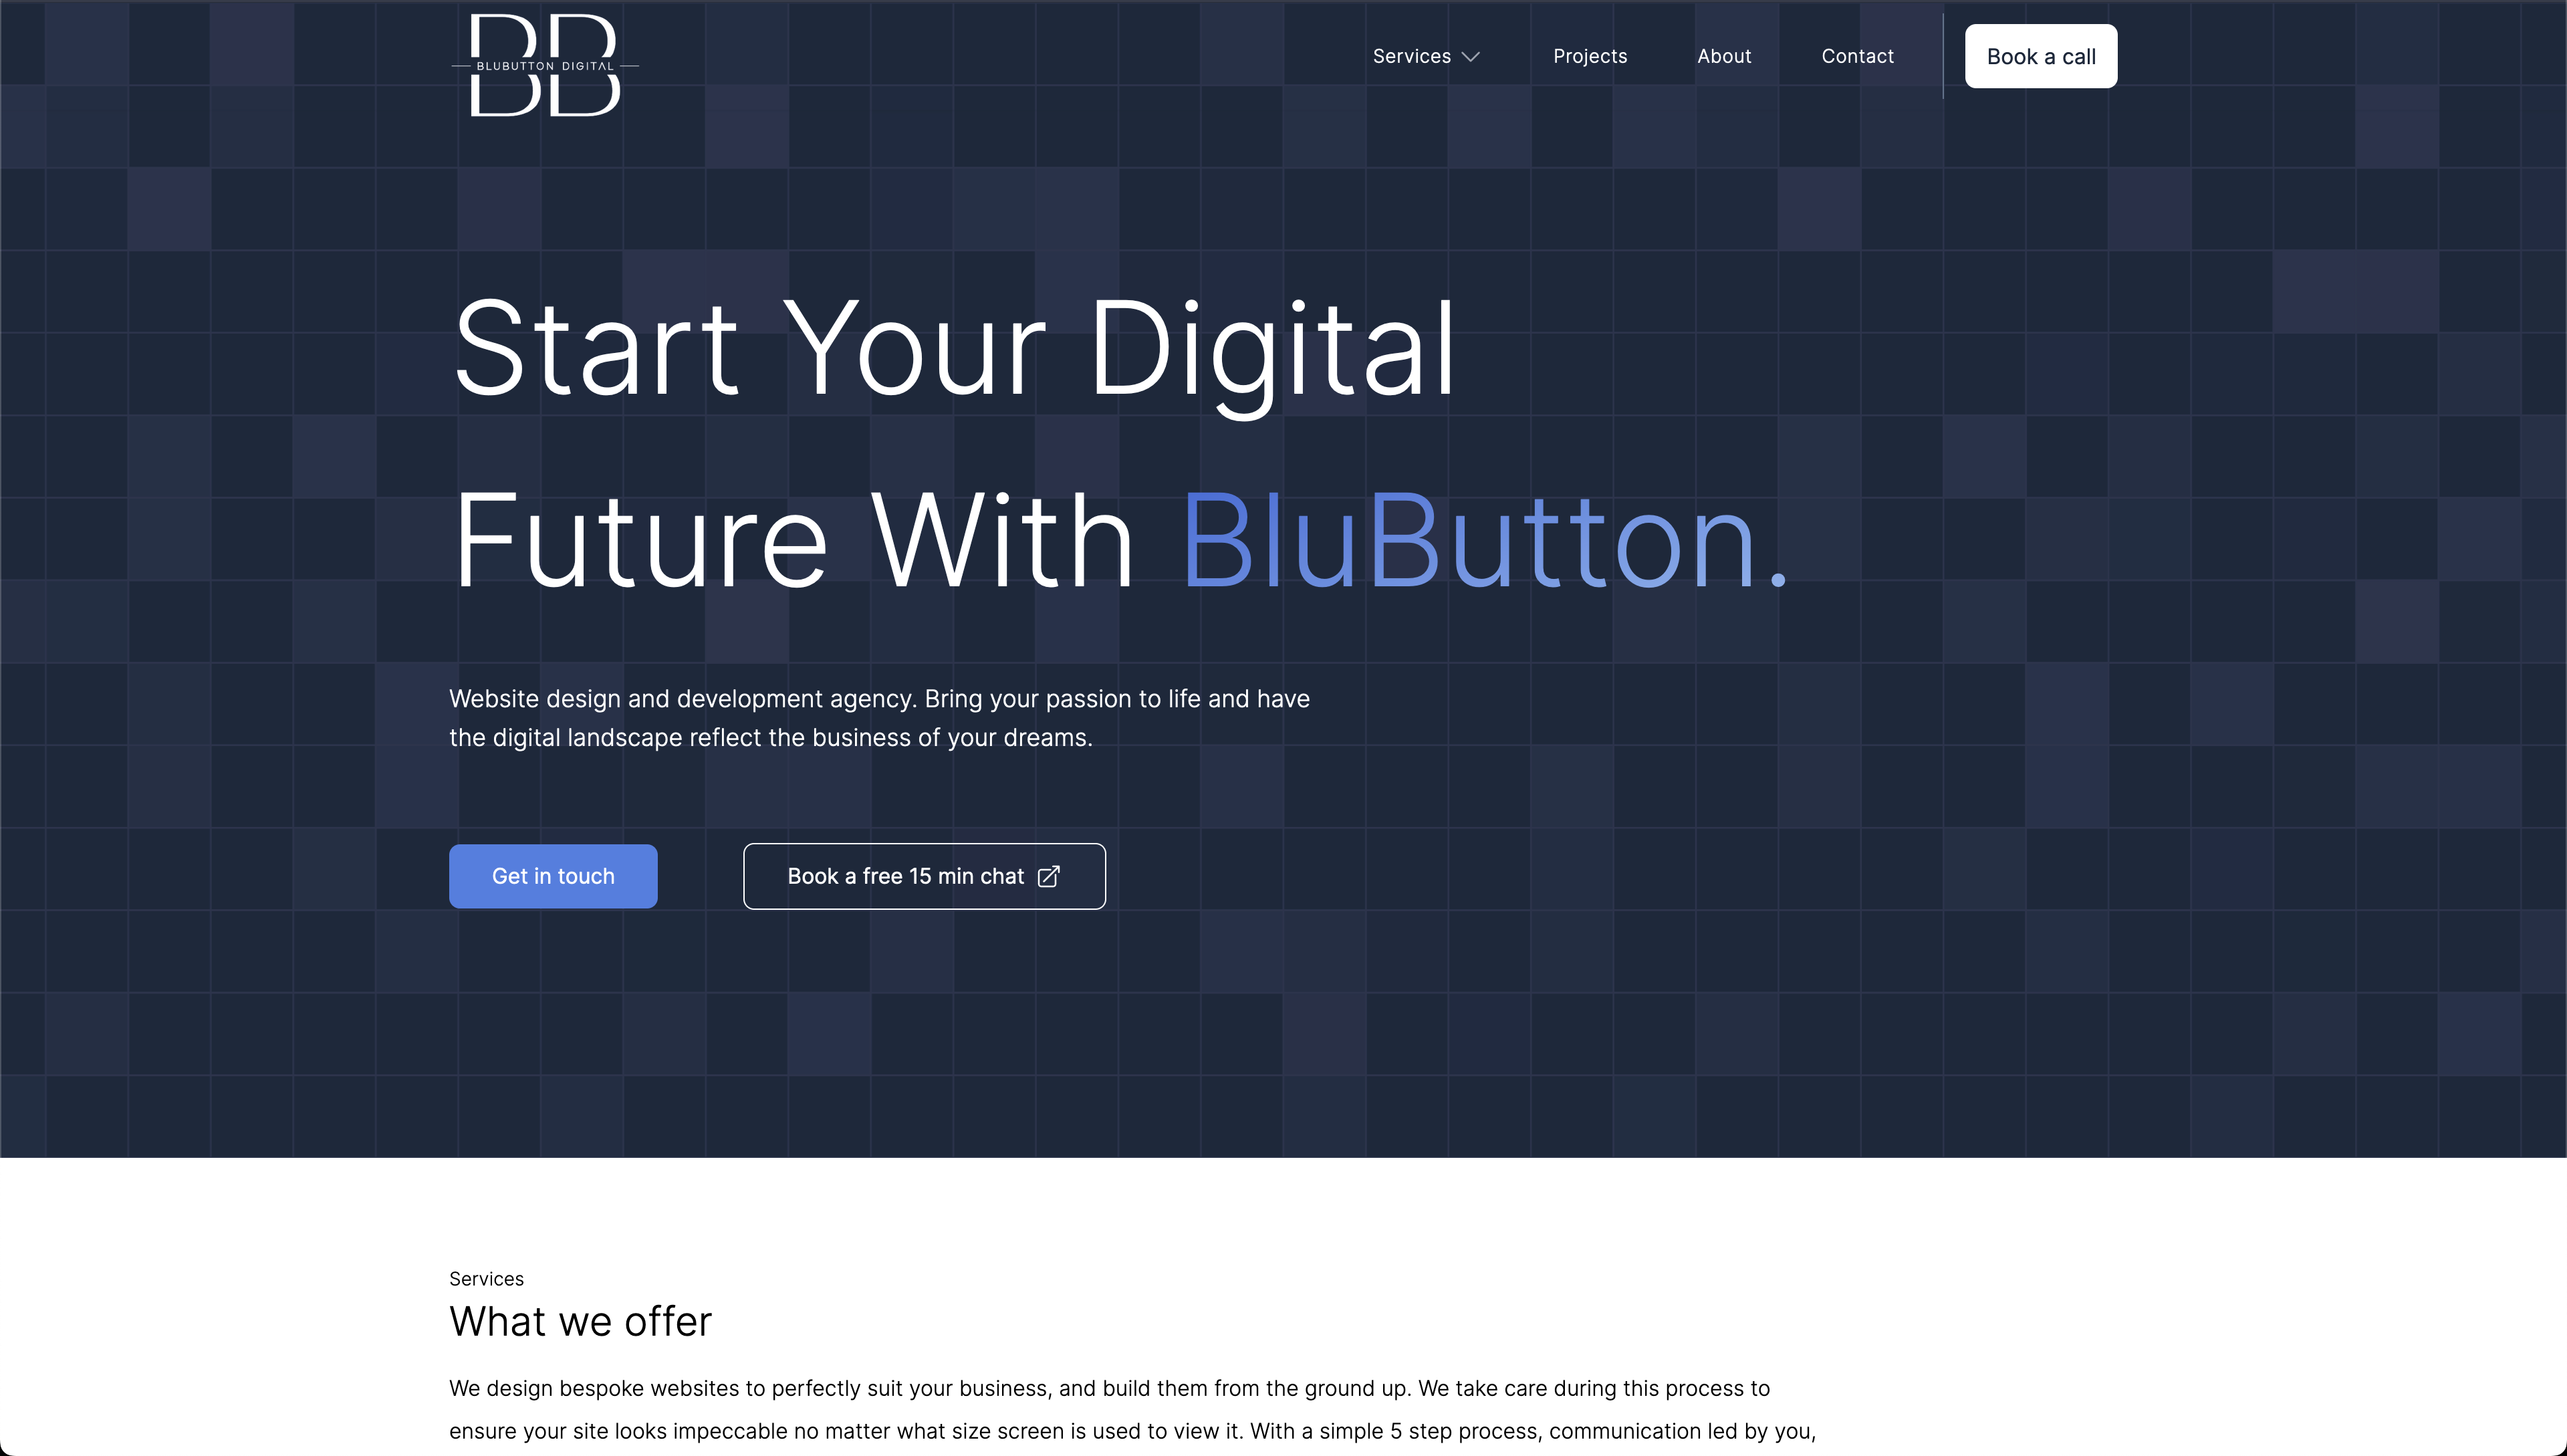 BB
BLUBUTTON DIGITAL
Services
Projects
About
Contact
Book a call
Start Your Digital
Future With BluButton.
Website design and development agency. Bring your passion to life and have
the digital landscape reflect the business of your dreams.
Get in touch
Book a free 15 min chat
Services
What we offer
We design bespoke websites to perfectly suit your business, and build them from the ground up. We take care during this process to
ensure your site looks impeccable no matter what size screen is used to view it. With a simple 5 step process, communication led by you,